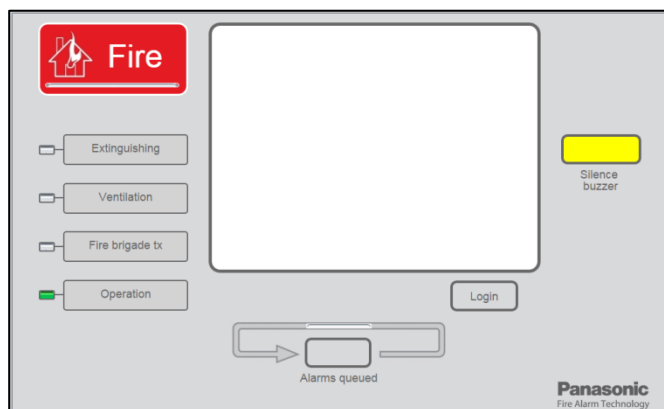 Fire
Extinguishing
Ventilation
Fire brigade tx
Operation
Silence
buzzer
Login
Alarms queued
Panasonic
Fire Alarm Technology